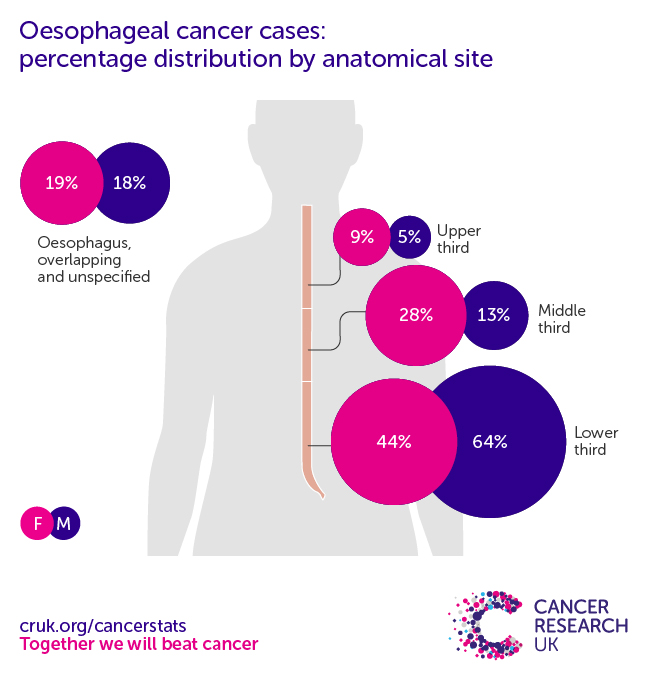 Oesophageal cancer cases:
percentage distribution by anatomical site
19% 18%
Oesophagus,
overlapping
and unspecified
9% 5%
Upper
third
28% 13%
Middle
third
44% 64%
Lower
third
F M
cruk.org/cancerstats
Together we will beat cancer
CANCER
RESEARCH
UK